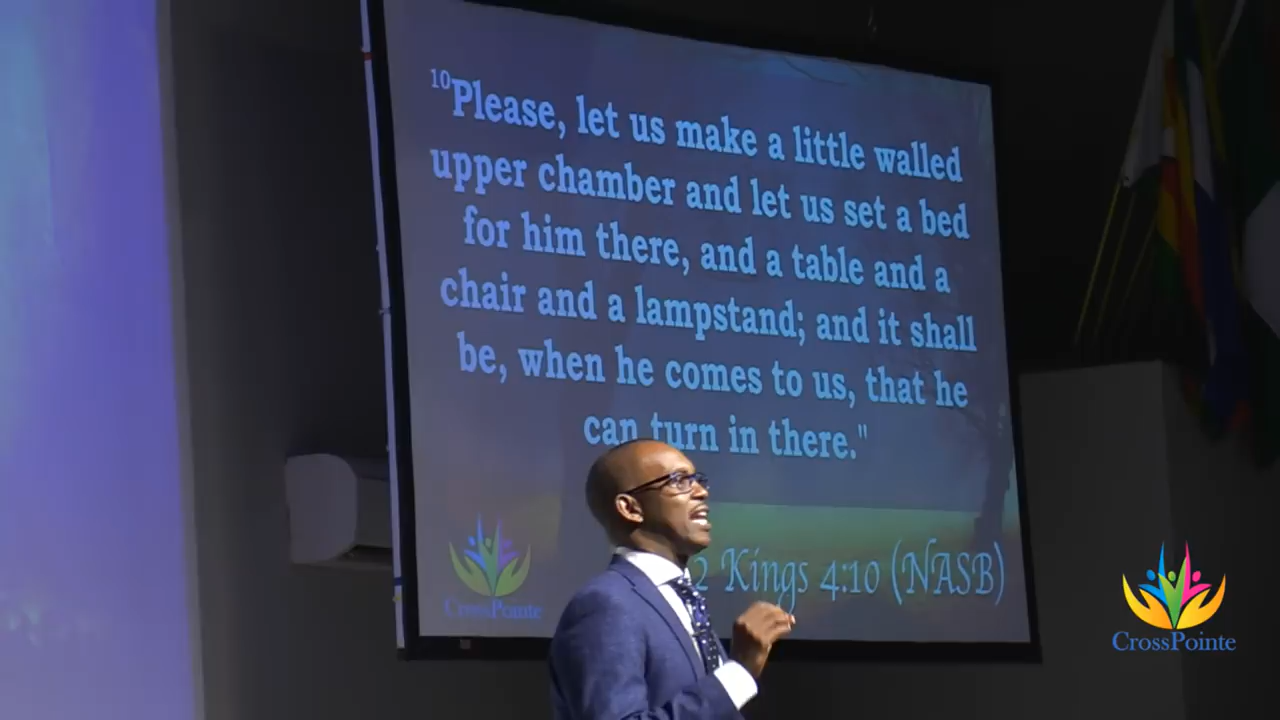 10Please, let us make a little walled
upper chamber and let us set a bed
for him there, and a table and a
chair and a lampstand; and it shall
be, when he comes to us, that he
can turn in there."
2 Kings 4:10 (NASB)
CrossPointe
CrossPointe